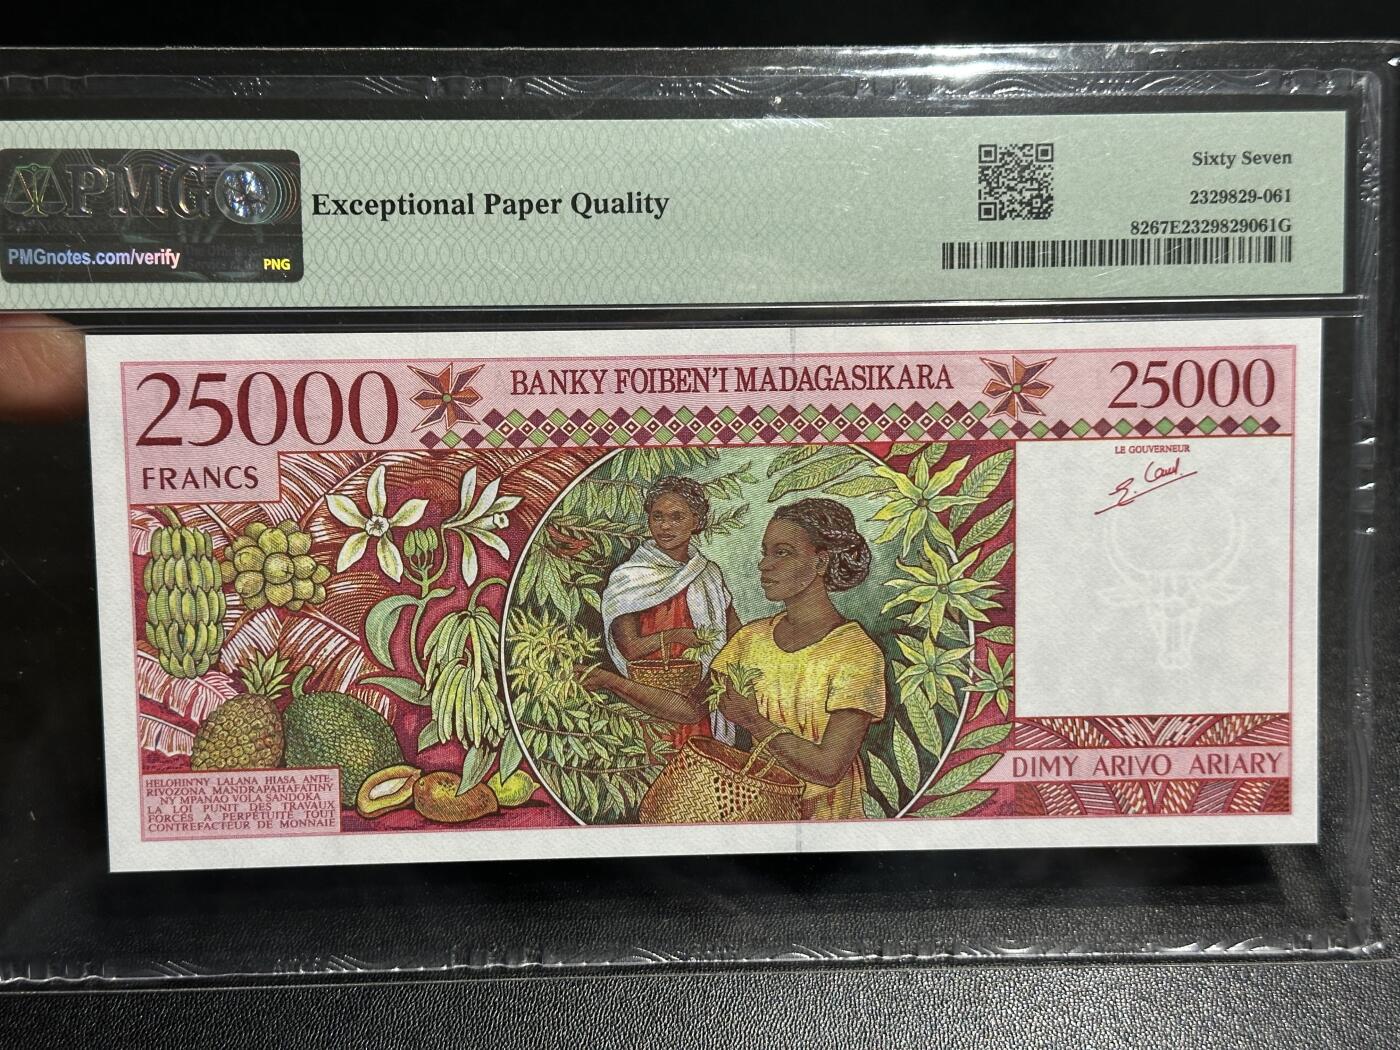 PMG
PMGnotes.com/verify
PNG
Exceptional Paper Quality
Sixty Seven
2329829-061
8267E2329829061G
25000
BANKY FOIBEN'I MADAGASIKARA
25000
FRANCS
LE GOUVERNEUR
DIMY ARIVO ARIARY
HELOHIN'NY LALANA HIASA ANTE-
RIVOZONA MANDRAPAHAFATINY
NY MPANAO VOLA SANDOKA
LA LOI PUNIT DES TRAVAUX
FORCÉS A PERPÉTUITÉ TOUT
CONTREFACTEUR DE MONNAIE